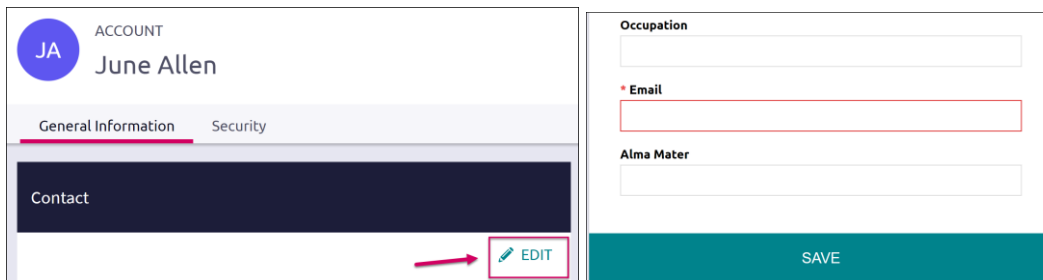 JA
ACCOUNT
June Allen
General Information Security
Contact
EDIT
Occupation
* Email
Alma Mater
SAVE